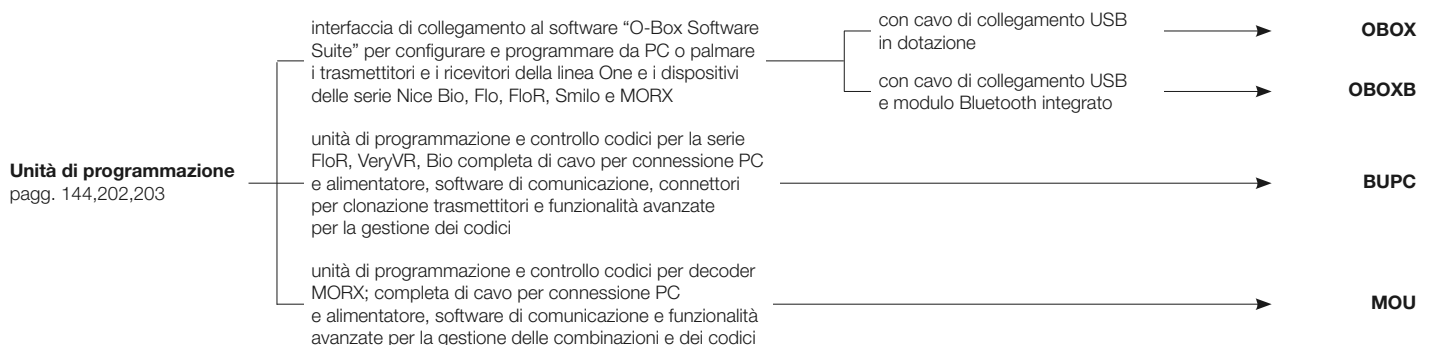 interfaccia di collegamento al software “O-Box Software
Suite” per configurare e programmare da PC o palmare
i trasmettitori e i ricevitori della linea One e i dispositivi
delle serie Nice Bio, Flo, FloR, Smilo e MORX
con cavo di collegamento USB
in dotazione
OBOX
con cavo di collegamento USB
e modulo Bluetooth integrato
OBOXB
Unità di programmazione
pagg. 144,202,203
unità di programmazione e controllo codici per la serie
FloR, VeryVR, Bio completa di cavo per connessione PC
e alimentatore, software di comunicazione, connettori
per clonazione trasmettitori e funzionalità avanzate
per la gestione dei codici
BUPC
unità di programmazione e controllo codici per decoder
MORX; completa di cavo per connessione PC
e alimentatore, software di comunicazione e funzionalità
avanzate per la gestione delle combinazioni e dei codici
MOU